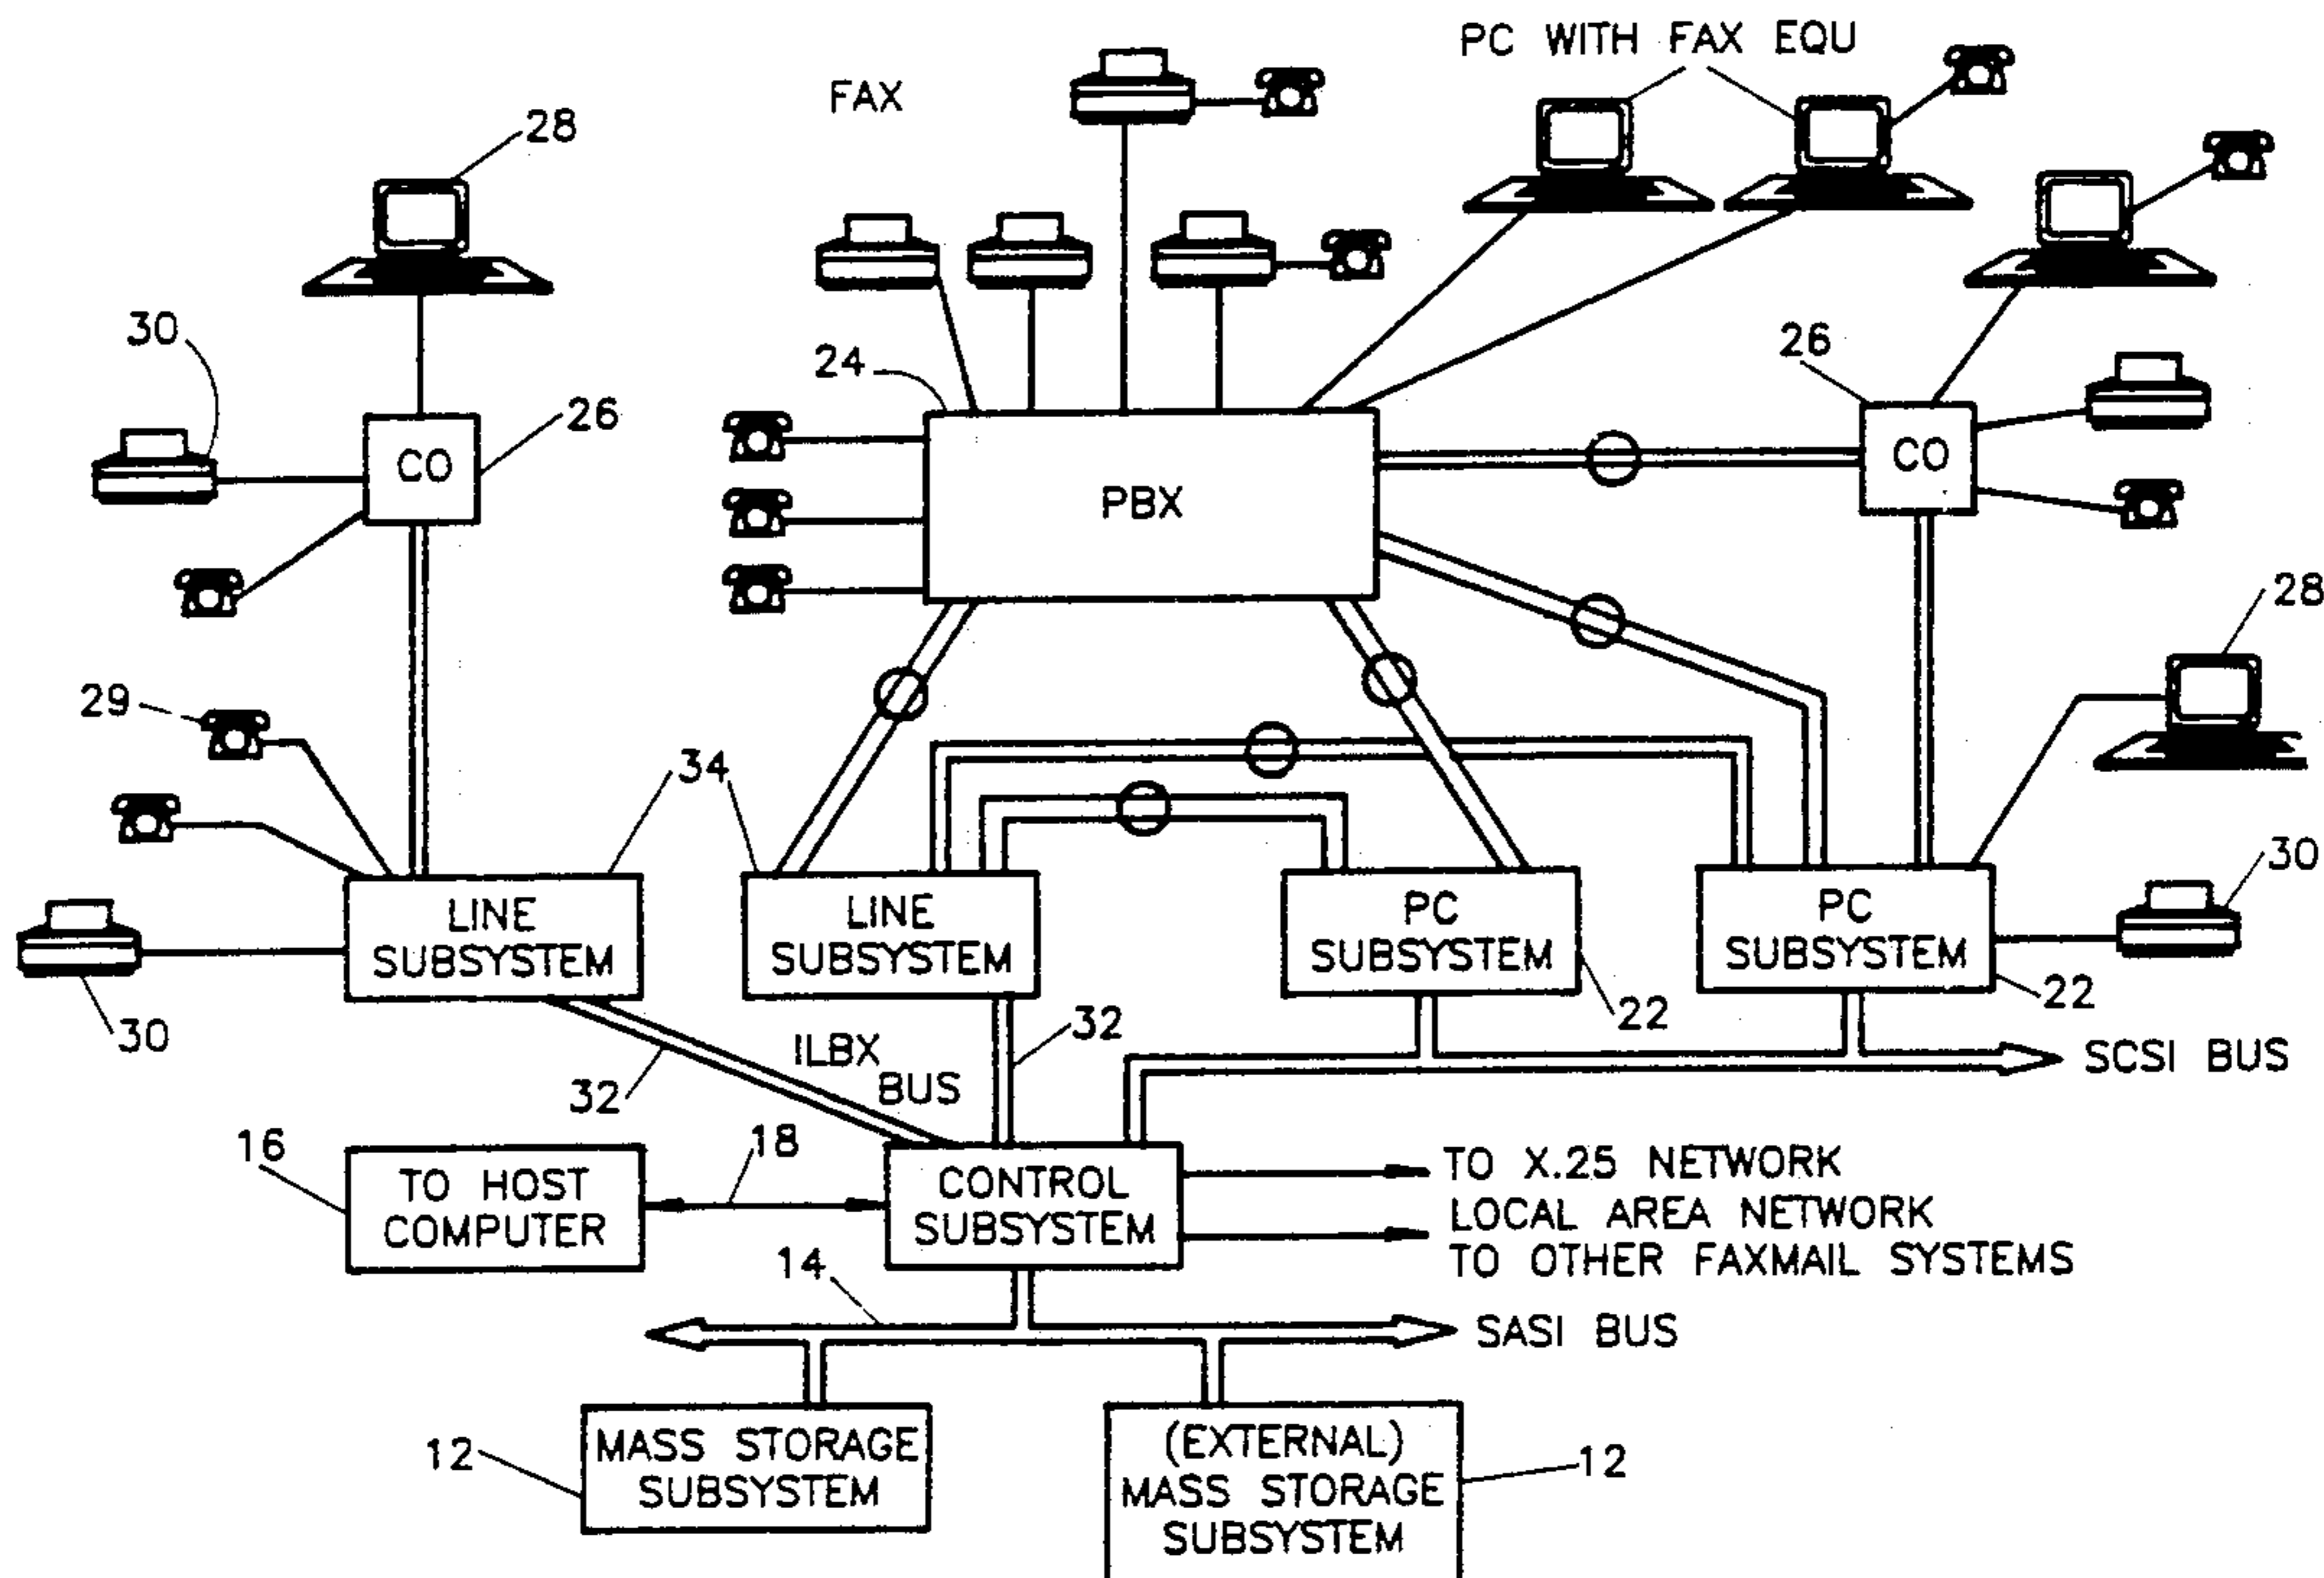 PC WITH FAX EQU
FAX
28
30
24
26
26
CO
CO
PBX
28
29
34
30
LINE
SUBSYSTEM
LINE
SUBSYSTEM
PC
SUBSYSTEM
PC
SUBSYSTEM
30
22
22
32
32
ILBX
BUS
SCSI BUS
16
18
TO HOST
COMPUTER
CONTROL
SUBSYSTEM
TO X.25 NETWORK
LOCAL AREA NETWORK
TO OTHER FAXMAIL SYSTEMS
14
SASI BUS
12
MASS STORAGE
SUBSYSTEM
(EXTERNAL)
MASS STORAGE
SUBSYSTEM
12